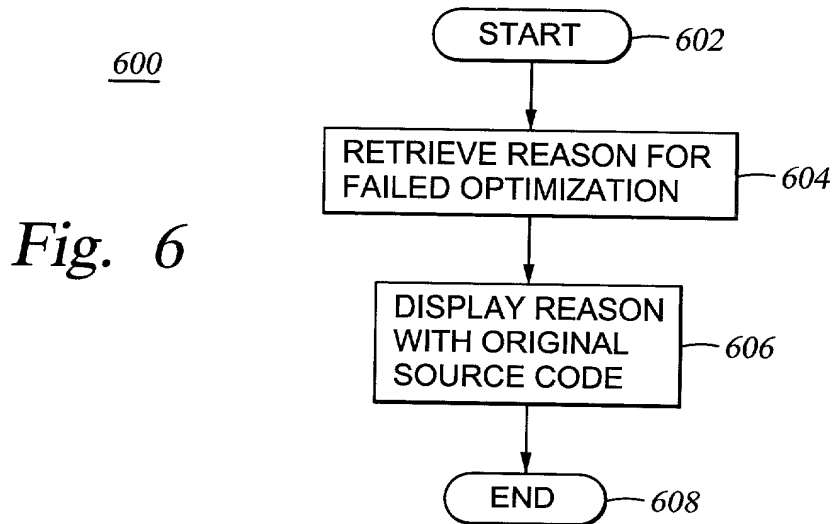 START
602
600
RETRIEVE REASON FOR
FAILED OPTIMIZATION
604
Fig. 6
DISPLAY REASON
WITH ORIGINAL
SOURCE CODE
606
END
608